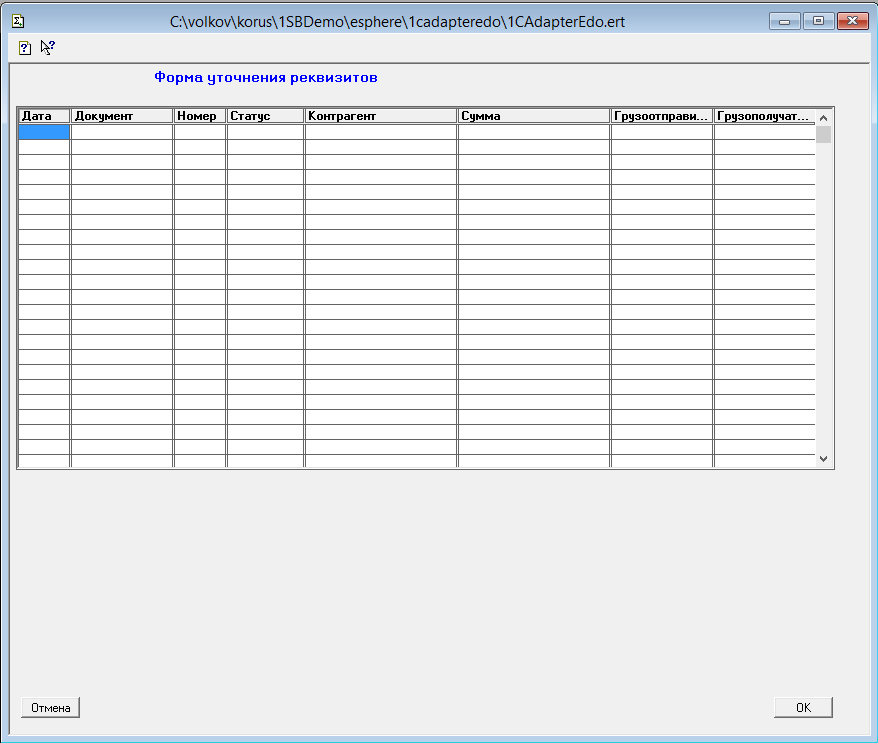 C:\volkov\korus\1SBDemo\esphere\1cadapteredo\1CAdapterEdo.ert
Форма уточнения реквизитов
Дата Документ Номер Статус Контрагент Сумма Грузоотправи... Грузополучат...
Отмена OK